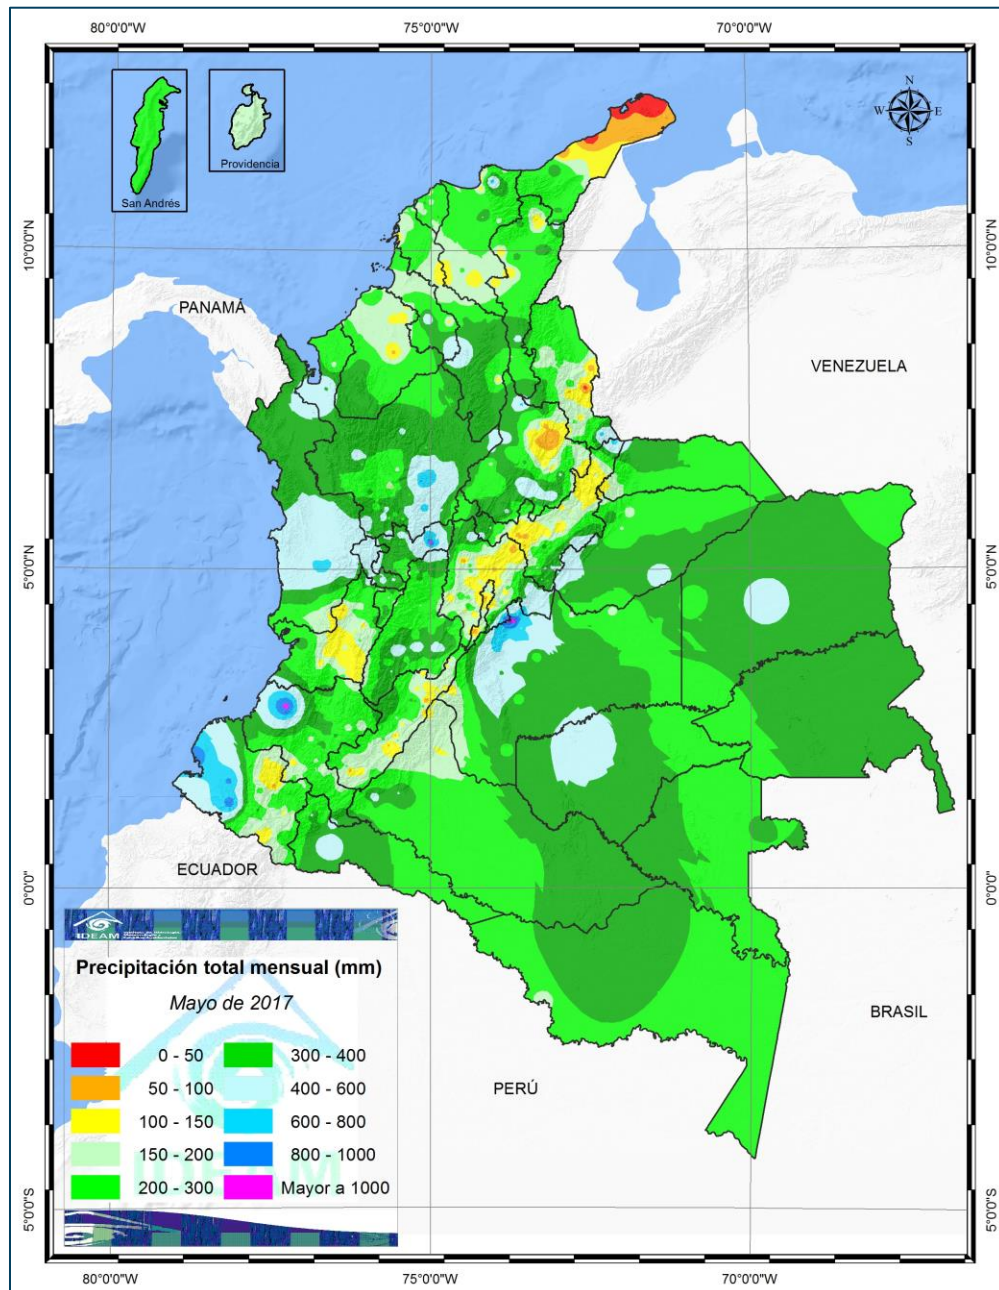 80°0'0"W 75°0'0"W 70°0'0"W
N
W E
S
San Andrés
Providencia
10°0'0"N 10°0'0"N
PANAMÁ
VENEZUELA
5°0'0"N 5°0'0"N
ECUADOR
0°0'0" 0°0'0"
IDEAM
Precipitación total mensual (mm)
Mayo de 2017
0 - 50 300 - 400
50 - 100 400 - 600
100 - 150 600 - 800
150 - 200 800 - 1000
200 - 300 Mayor a 1000
IDEAM
BRASIL
PERÚ
5°0'0"S 5°0'0"S
80°0'0"W 75°0'0"W 70°0'0"W